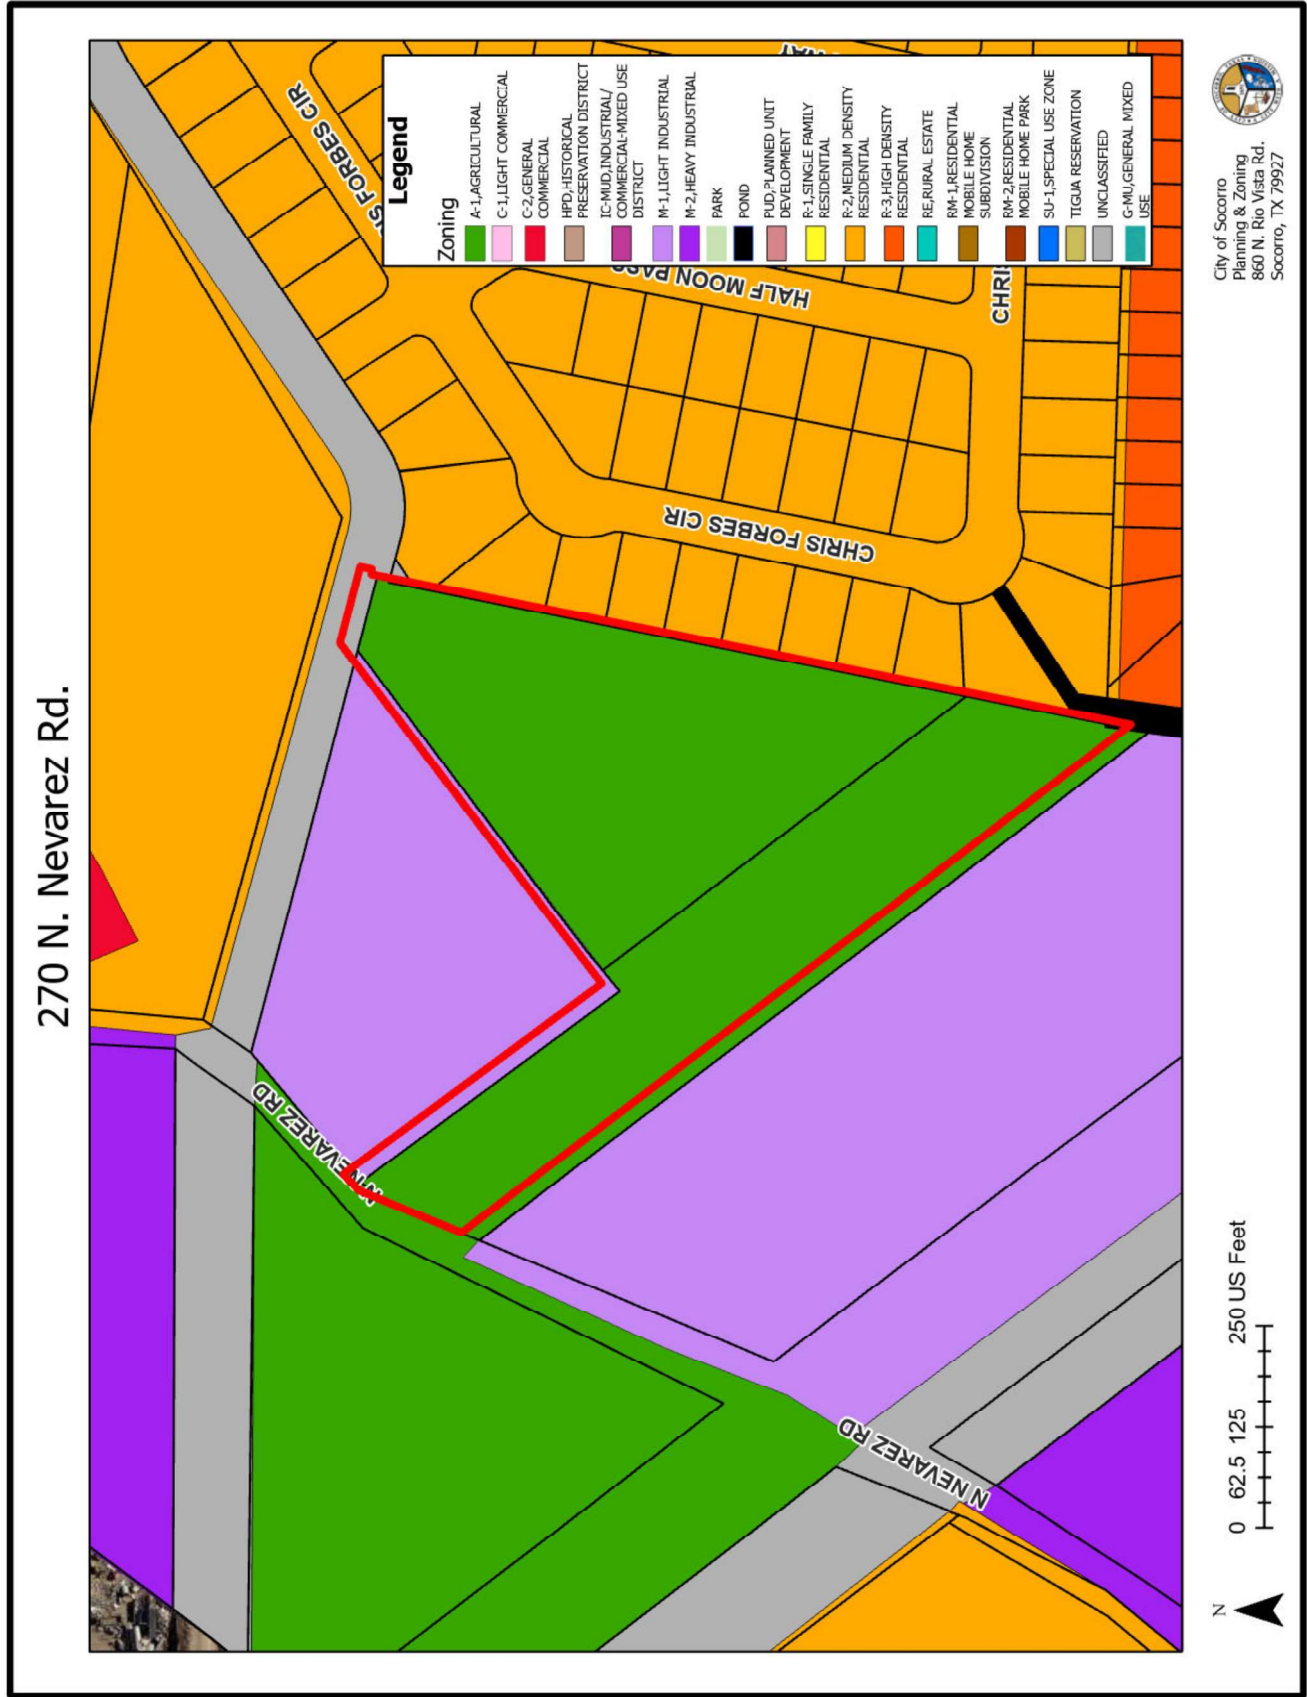 270 N. Nevarez Rd.
CHRIS FORBES CIR
HALF MOON PASS
CHRIS FORBES CIR
CHRI
N NEVAREZ RD
N NEVAREZ RD
Legend
Zoning
A-1,AGRICULTURAL
C-1,LIGHT COMMERCIAL
C-2,GENERAL
COMMERCIAL
HPD,HISTORICAL
PRESERVATION DISTRICT
IC-MUD,INDUSTRIAL/
COMMERCIAL-MIXED USE
DISTRICT
M-1,LIGHT INDUSTRIAL
M-2,HEAVY INDUSTRIAL
PARK
POND
PUD,PLANNED UNIT
DEVELOPMENT
R-1,SINGLE FAMILY
RESIDENTIAL
R-2,MEDIUM DENSITY
RESIDENTIAL
R-3,HIGH DENSITY
RESIDENTIAL
RE,RURAL ESTATE
RM-1,RESIDENTIAL
MOBILE HOME
SUBDIVISION
RM-2,RESIDENTIAL
MOBILE HOME PARK
SU-1,SPECIAL USE ZONE
TIGUA RESERVATION
UNCLASSIFIED
G-MU,GENERAL MIXED
USE
N
0 62.5 125 250 US Feet
City of Socorro
Planning & Zoning
860 N. Rio Vista Rd.
Socorro, TX 79927